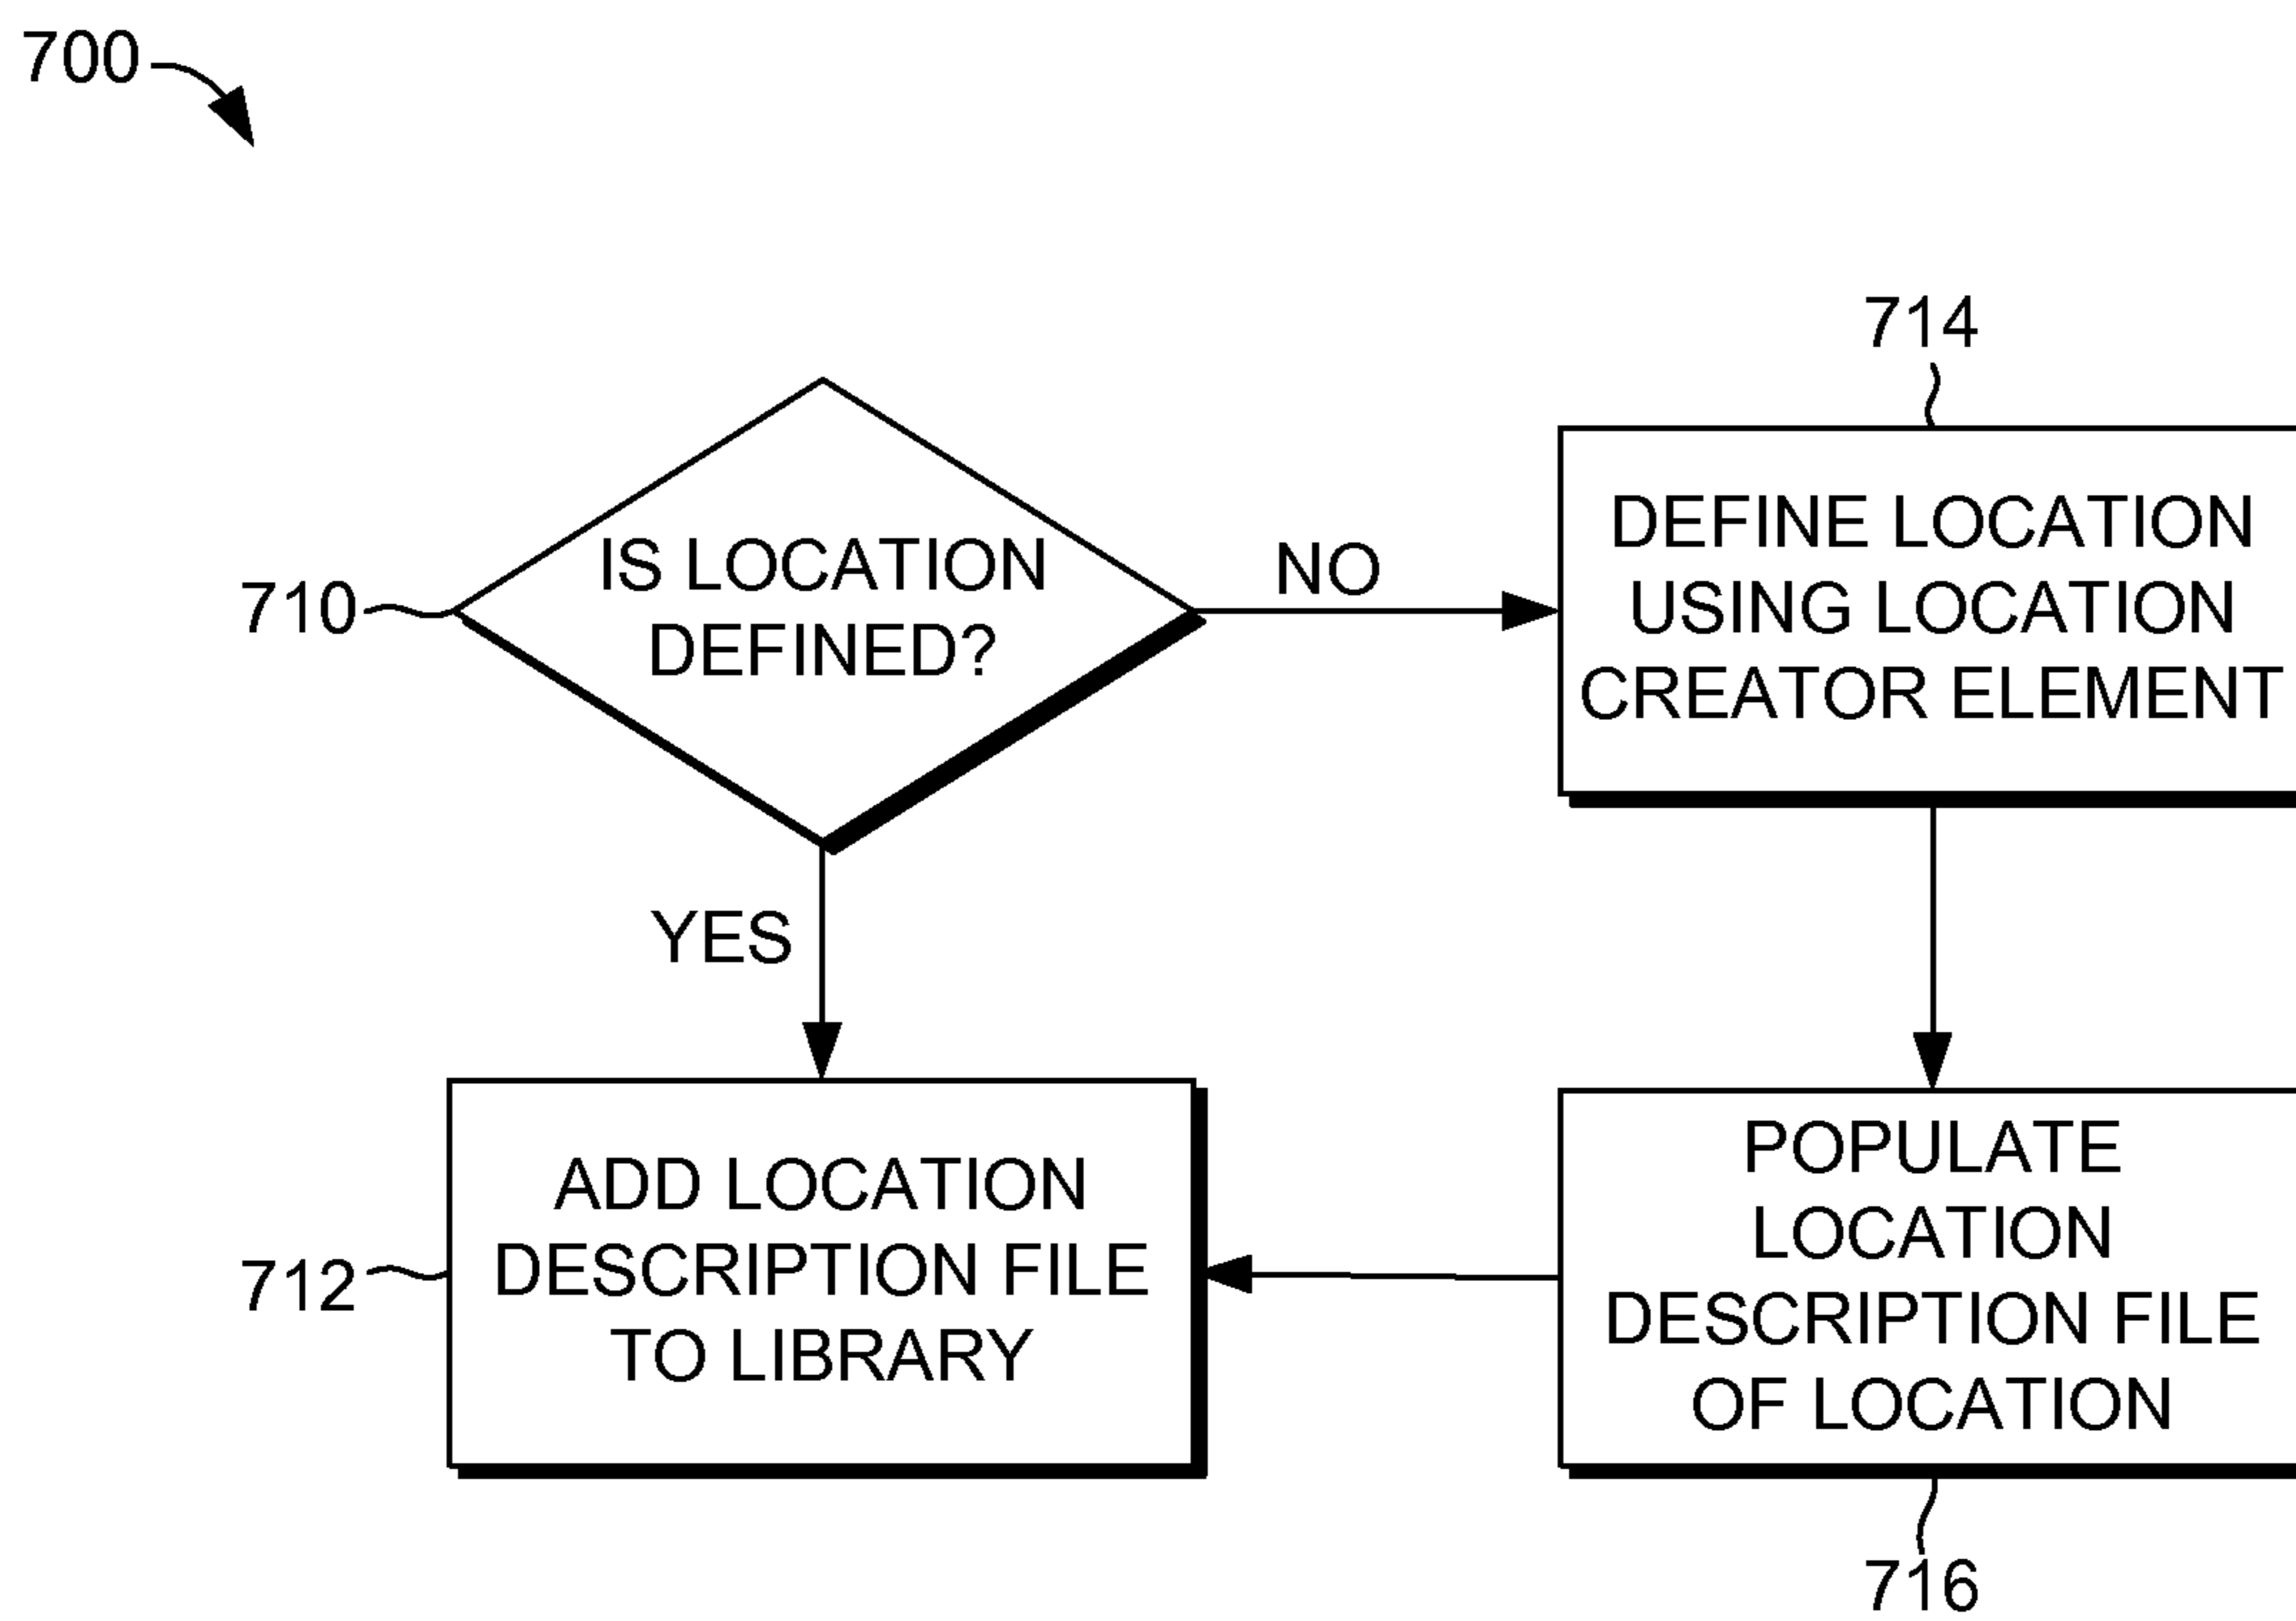 700
714
IS LOCATION
DEFINED?
710
NO
DEFINE LOCATION
USING LOCATION
CREATOR ELEMENT
YES
ADD LOCATION
DESCRIPTION FILE
TO LIBRARY
712
POPULATE
LOCATION
DESCRIPTION FILE
OF LOCATION
716